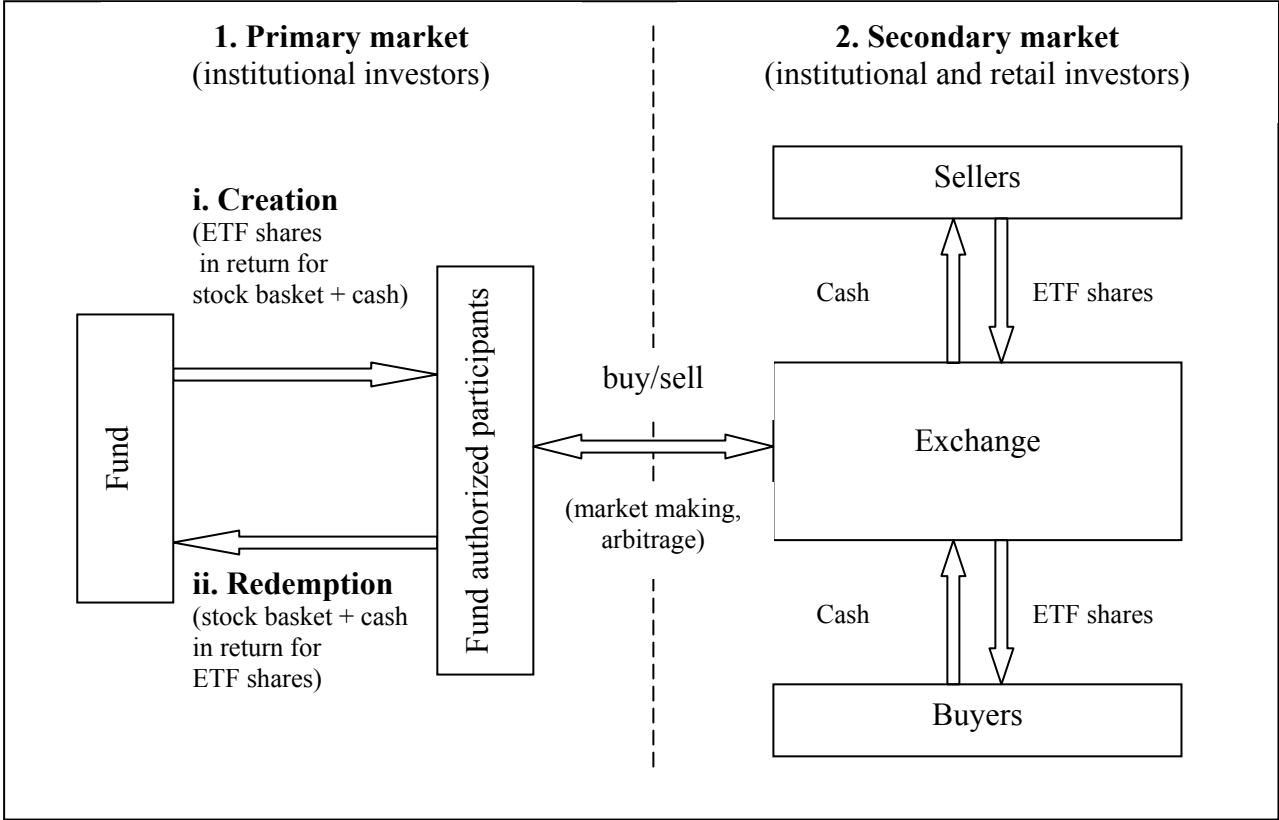 1. Primary market
(institutional investors)
2. Secondary market
(institutional and retail investors)
i. Creation
(ETF shares
in return for
stock basket + cash)
Fund
ii. Redemption
(stock basket + cash
in return for
ETF shares)
Fund authorized participants
buy/sell
(market making,
arbitrage)
Sellers
Cash
ETF shares
Exchange
Cash
ETF shares
Buyers